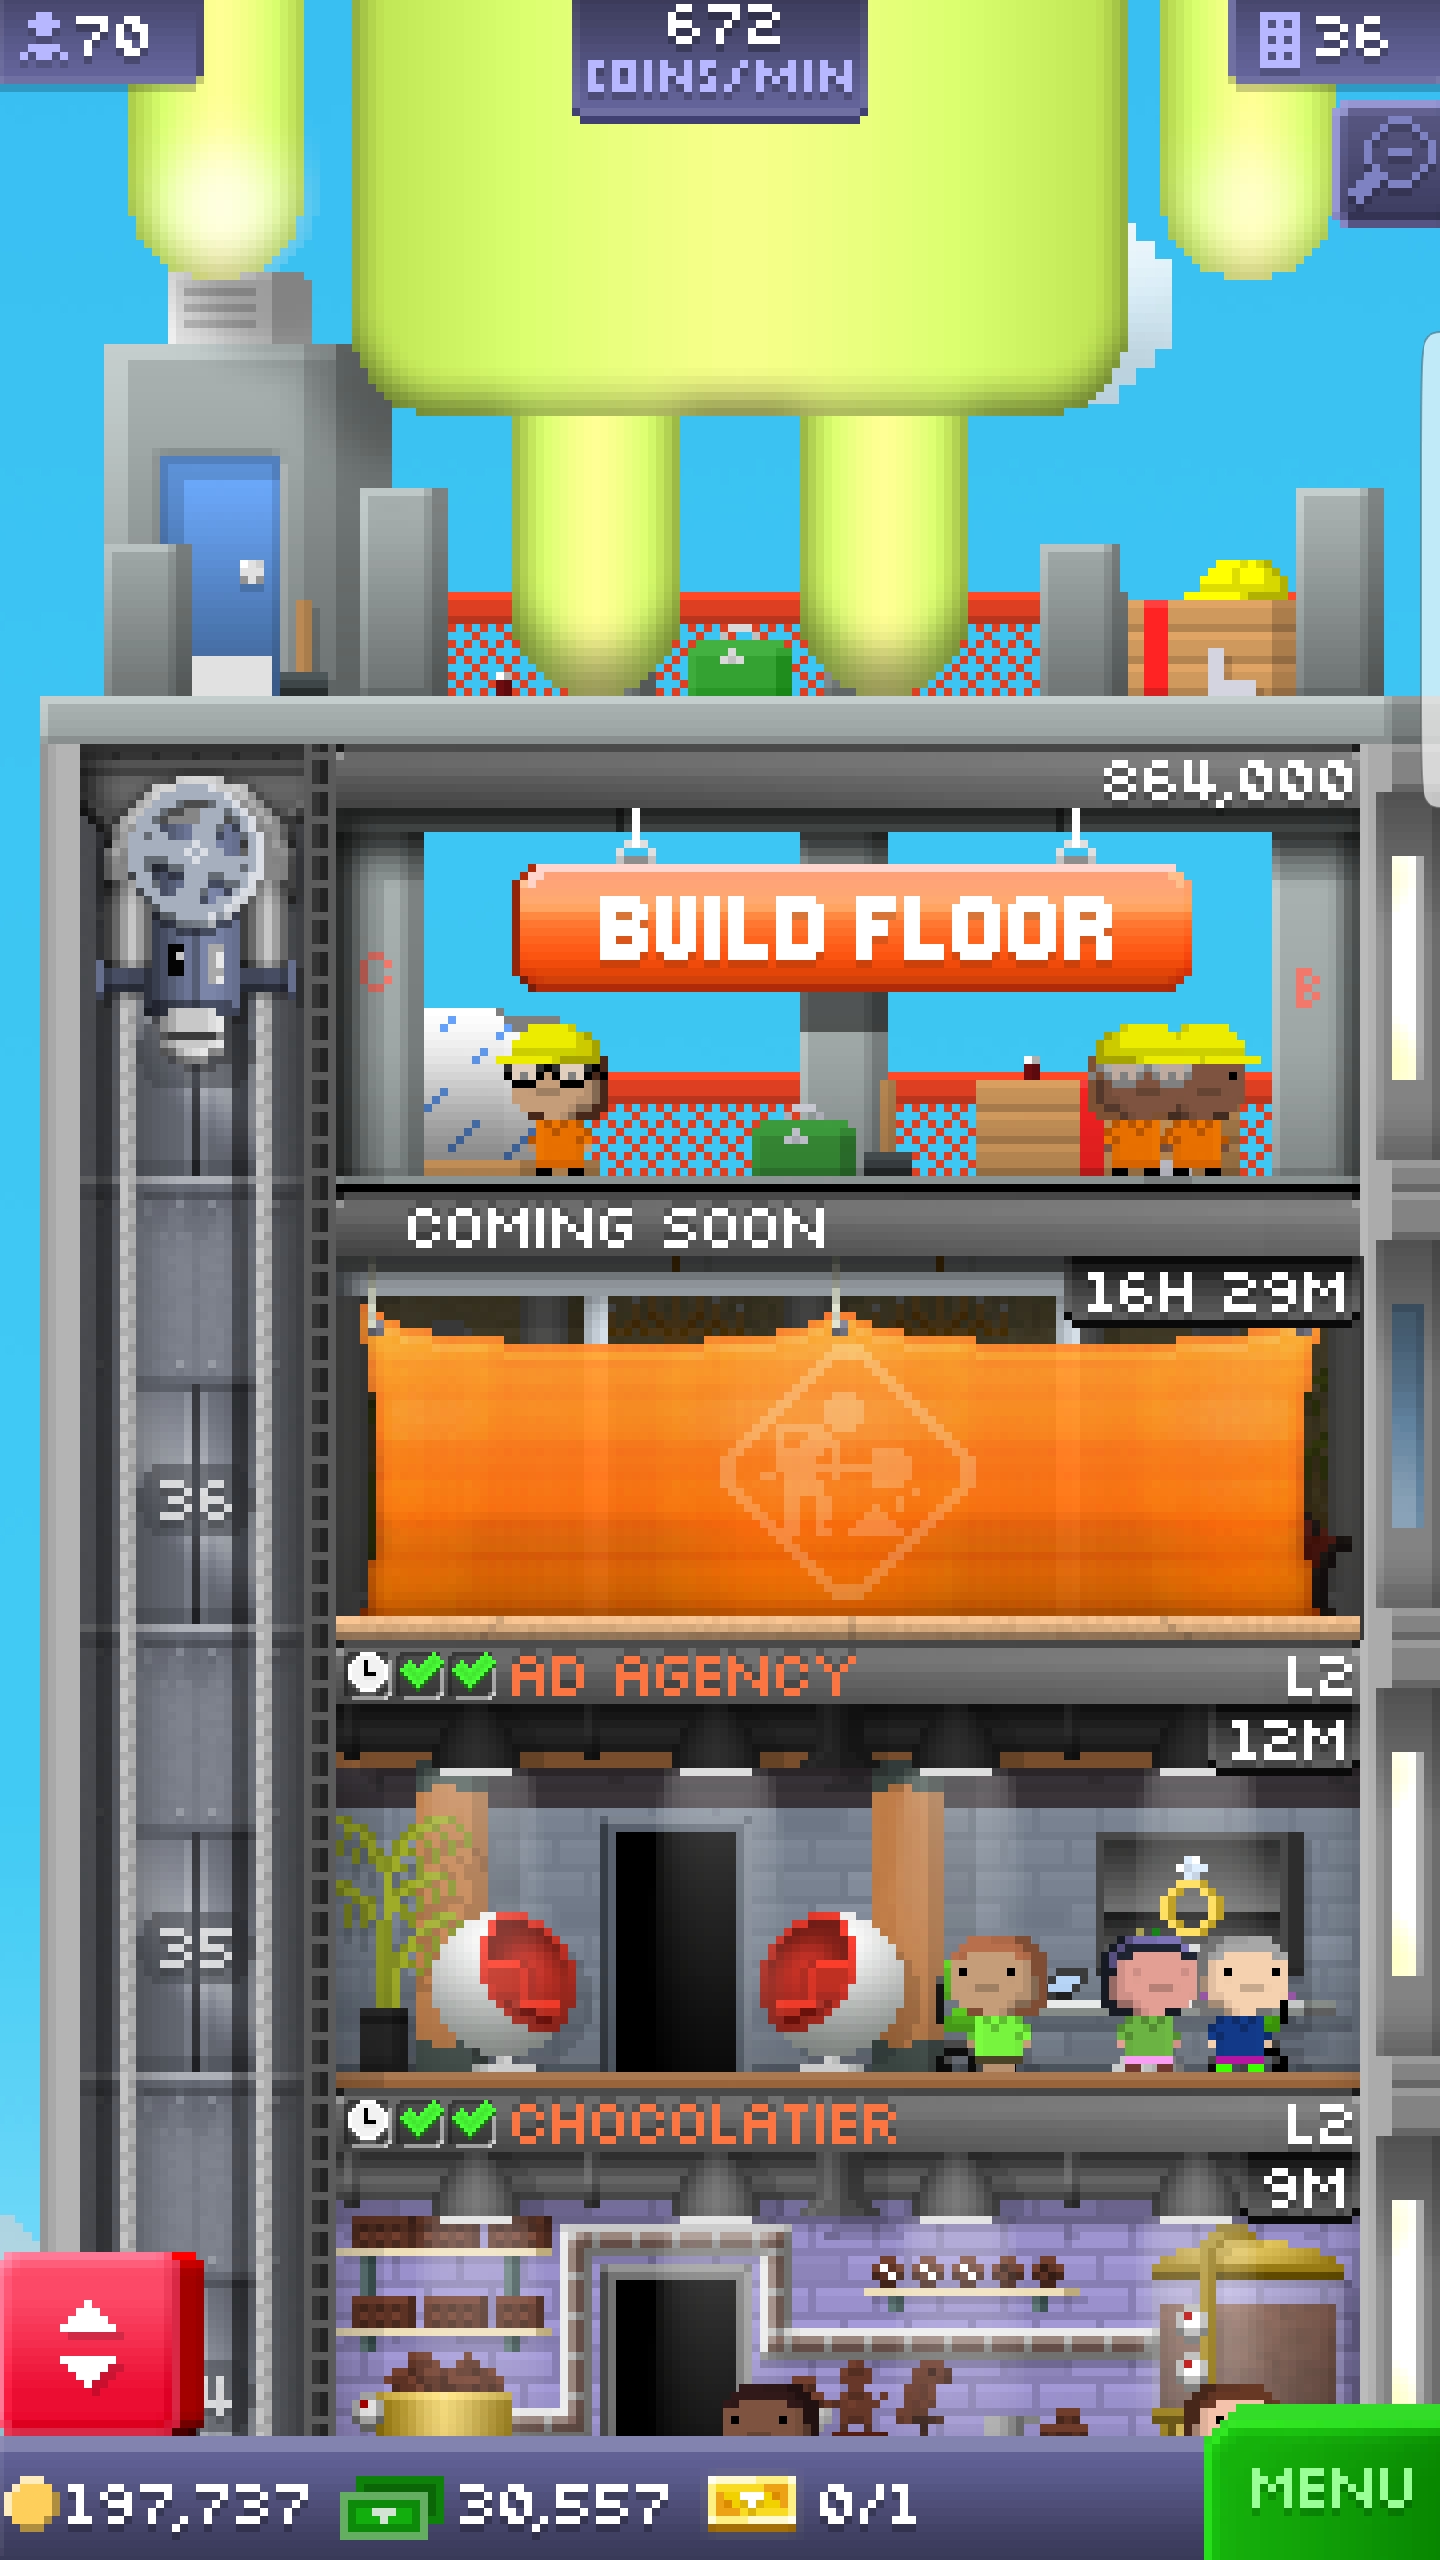 70
672
COINS/MIN
36
864,000
BUILD FLOOR
C
B
COMING SOON
16H 29M
36
AD AGENCY
L2
12M
35
CHOCOLATIER
L2
9M
4
197,737
30,557
0/1
MENU